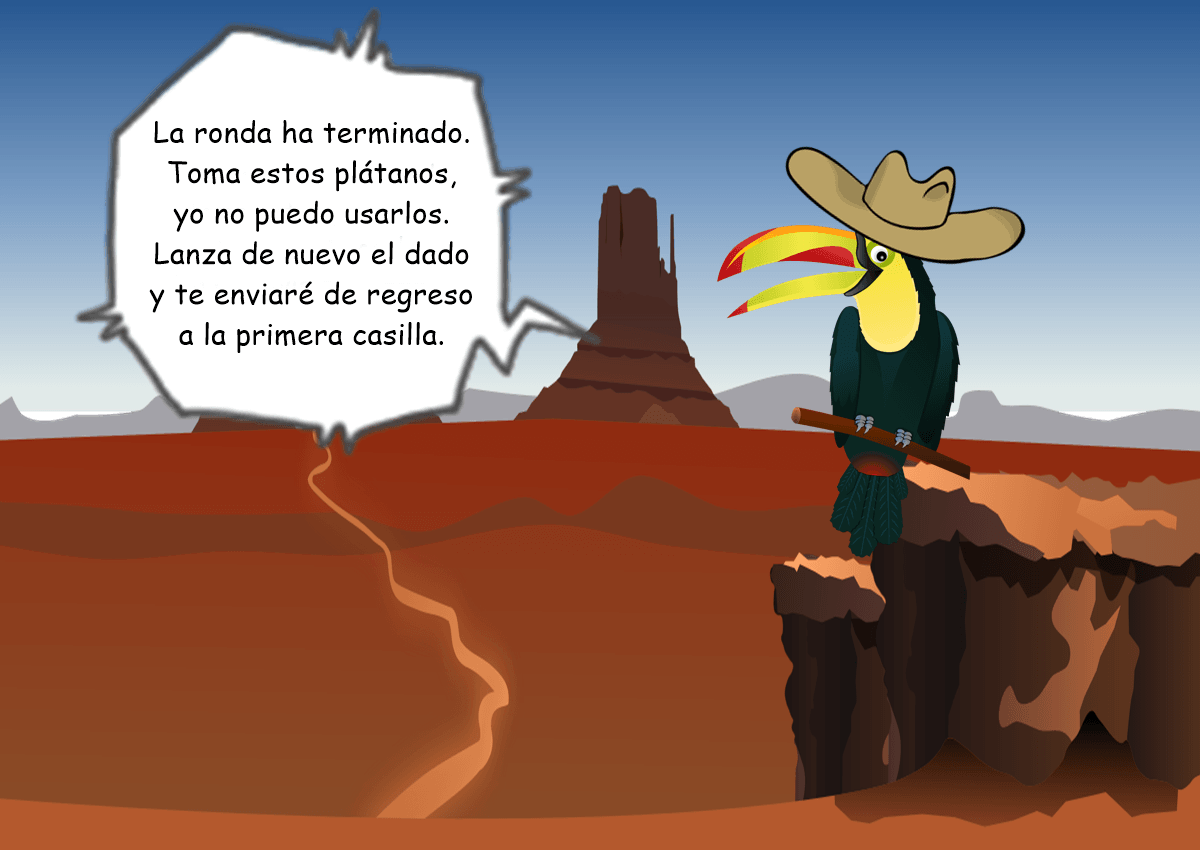 La ronda ha terminado.
Toma estos plátanos,
yo no puedo usarlos.
Lanza de nuevo el dado
y te enviaré de regreso
a la primera casilla.